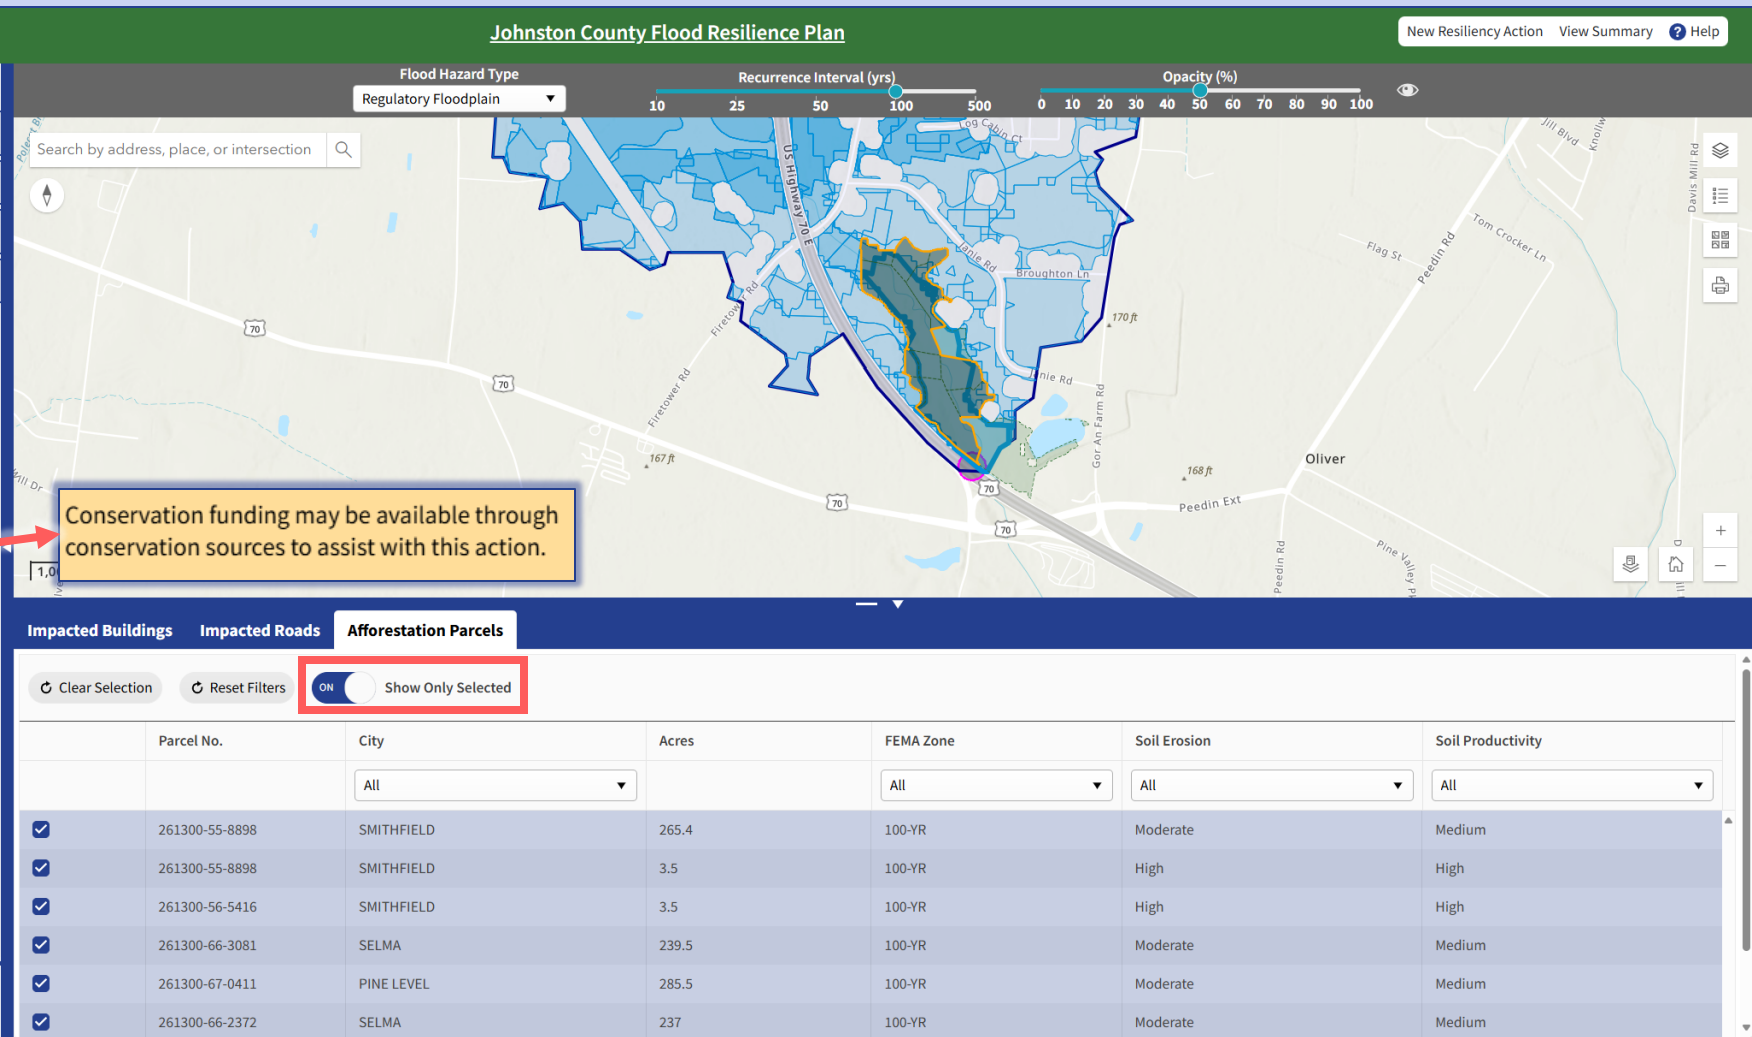 Johnston County Flood Resilience Plan
New Resiliency Action View Summary ? Help
Flood Hazard Type
Regulatory Floodplain
Recurrence Interval (yrs)
10 25 50 100 500
Opacity (%)
0 10 20 30 40 50 60 70 80 90 100
Search by address, place, or intersection
Log Cabin Ct
Jill Blvd
Davis Mill Rd
US Highway 70 E
Janie Rd
Broughton Ln
Flag St
Peedin Rd
Tom Crocker Ln
Firetower Rd
70
170 ft
70
Firetower Rd
Gor An Farm Rd
167 ft
Oliver
168 ft
Mill Dr
70
70
70
Peedin Ext
Peedin Rd
Conservation funding may be available through
conservation sources to assist with this action.
Impacted Buildings Impacted Roads Afforestation Parcels
Clear Selection Reset Filters ON Show Only Selected
Parcel No. City Acres FEMA Zone Soil Erosion Soil Productivity
All All All All
261300-55-8898 SMITHFIELD 265.4 100-YR Moderate Medium
261300-55-8898 SMITHFIELD 3.5 100-YR High High
261300-56-5416 SMITHFIELD 3.5 100-YR High High
261300-66-3081 SELMA 239.5 100-YR Moderate Medium
261300-67-0411 PINE LEVEL 285.5 100-YR Moderate Medium
261300-66-2372 SELMA 237 100-YR Moderate Medium